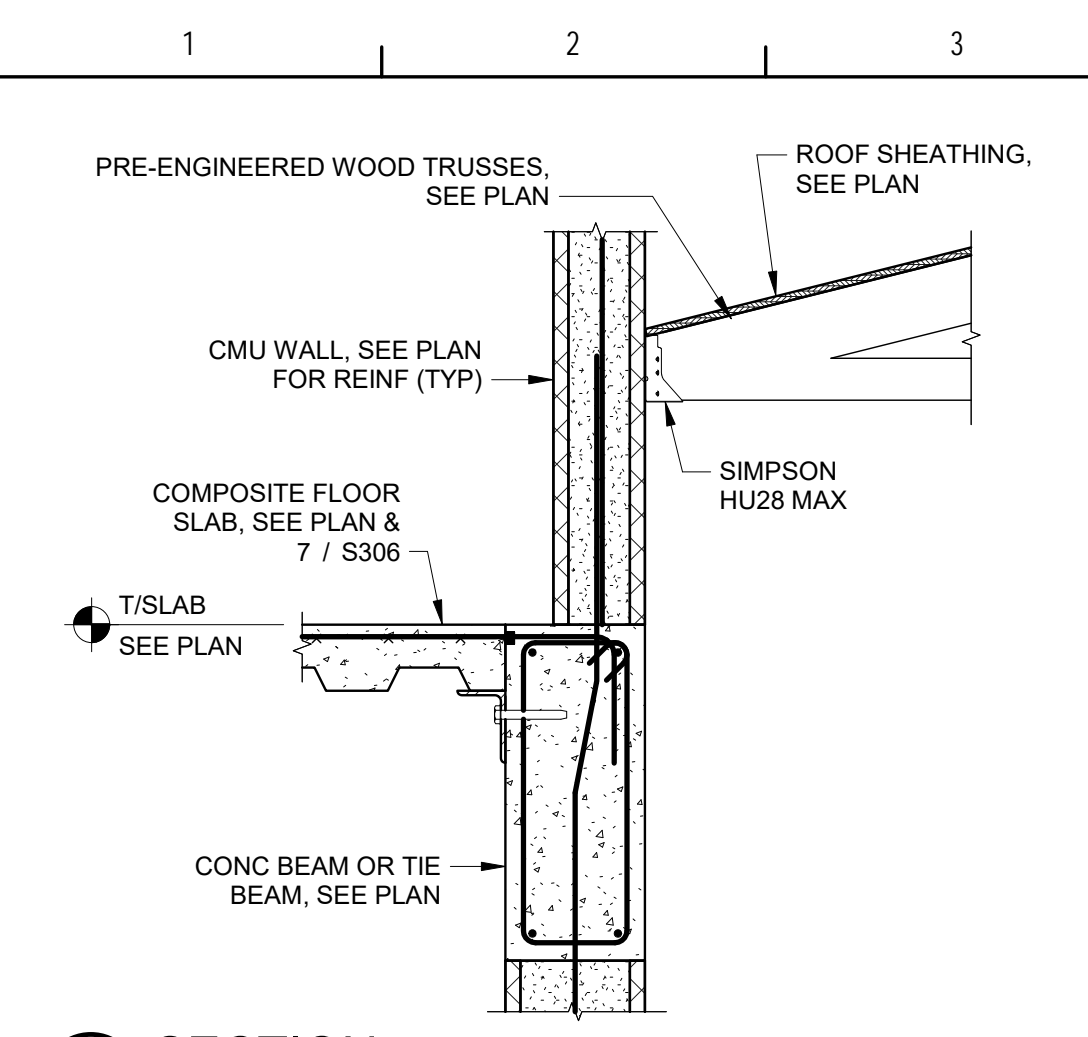 1 2 3
PRE-ENGINEERED WOOD TRUSSES,
SEE PLAN
ROOF SHEATHING,
SEE PLAN
CMU WALL, SEE PLAN
FOR REINF (TYP)
SIMPSON
HU28 MAX
COMPOSITE FLOOR
SLAB, SEE PLAN &
7 / S306
T/SLAB
SEE PLAN
CONC BEAM OR TIE
BEAM, SEE PLAN
SECTION